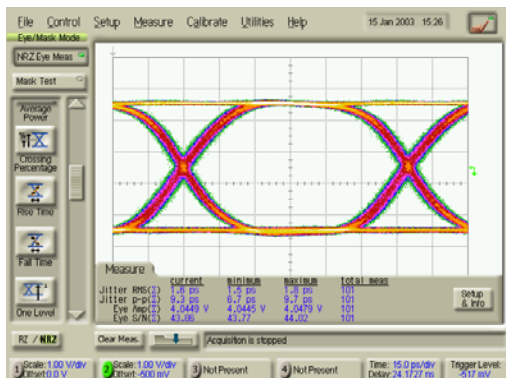 File Control Setup Measure Calibrate Utilities Help 15 Jan 2003 15:26
Eye/Mask Mode
NRZ Eye Meas
Mask Test
Average
Power
Crossing
Percentage
Rise Time
Fall Time
One Level
Measure
current minimum maximum total meas
Jitter RMS(Σ) 1.6 ps 1.5 ps 1.8 ps 101
Jitter p-p(Σ) 9.3 ps 6.7 ps 9.7 ps 101
Eye Amp(Σ) 4.0449 V 4.0445 V 4.0479 V 101
Eye S/N(Σ) 43.86 43.77 44.02 101
Setup
& Info
RZ / NRZ
Clear Meas.
Acquisition is stopped
1 Scale: 1.00 V/div
Offset: 0.0 V
2 Scale: 1.00 V/div
Offset: -500 mV
3 Not Present
4 Not Present
Time: 15.0 ps/div
Delay: 24.1727 ns
Trigger Level:
-517 mV